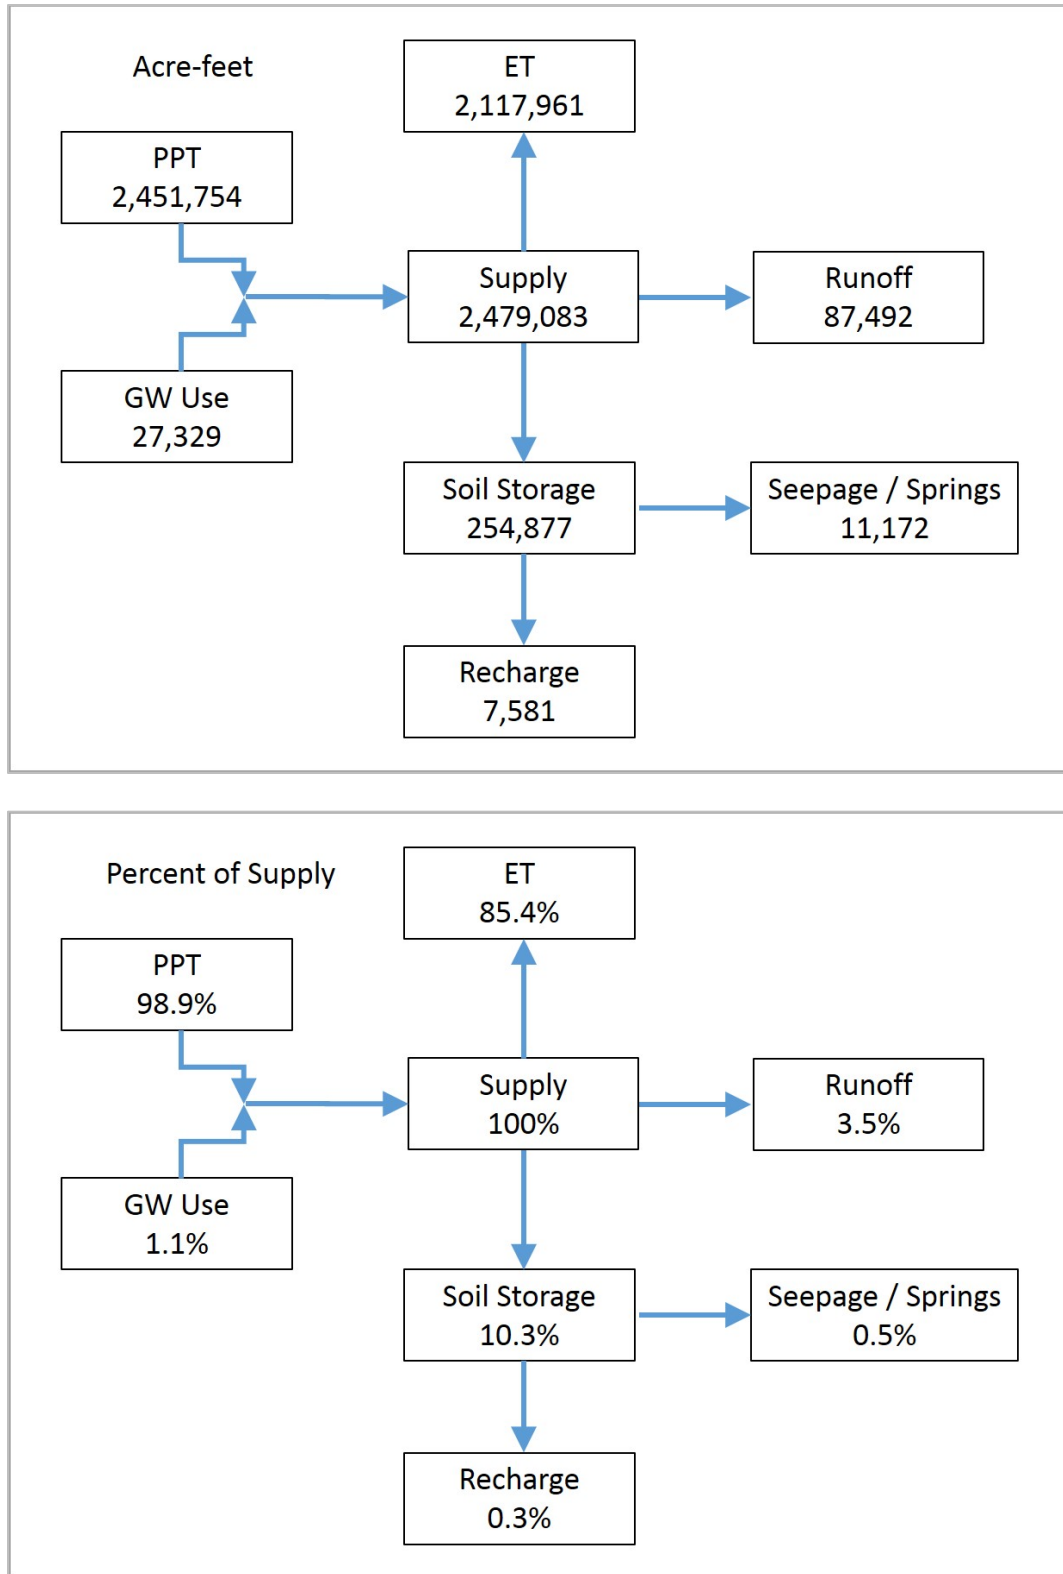 Acre-feet
ET
2,117,961
PPT
2,451,754
Supply
2,479,083
Runoff
87,492
GW Use
27,329
Soil Storage
254,877
Seepage / Springs
11,172
Recharge
7,581
Percent of Supply
ET
85.4%
PPT
98.9%
Supply
100%
Runoff
3.5%
GW Use
1.1%
Soil Storage
10.3%
Seepage / Springs
0.5%
Recharge
0.3%